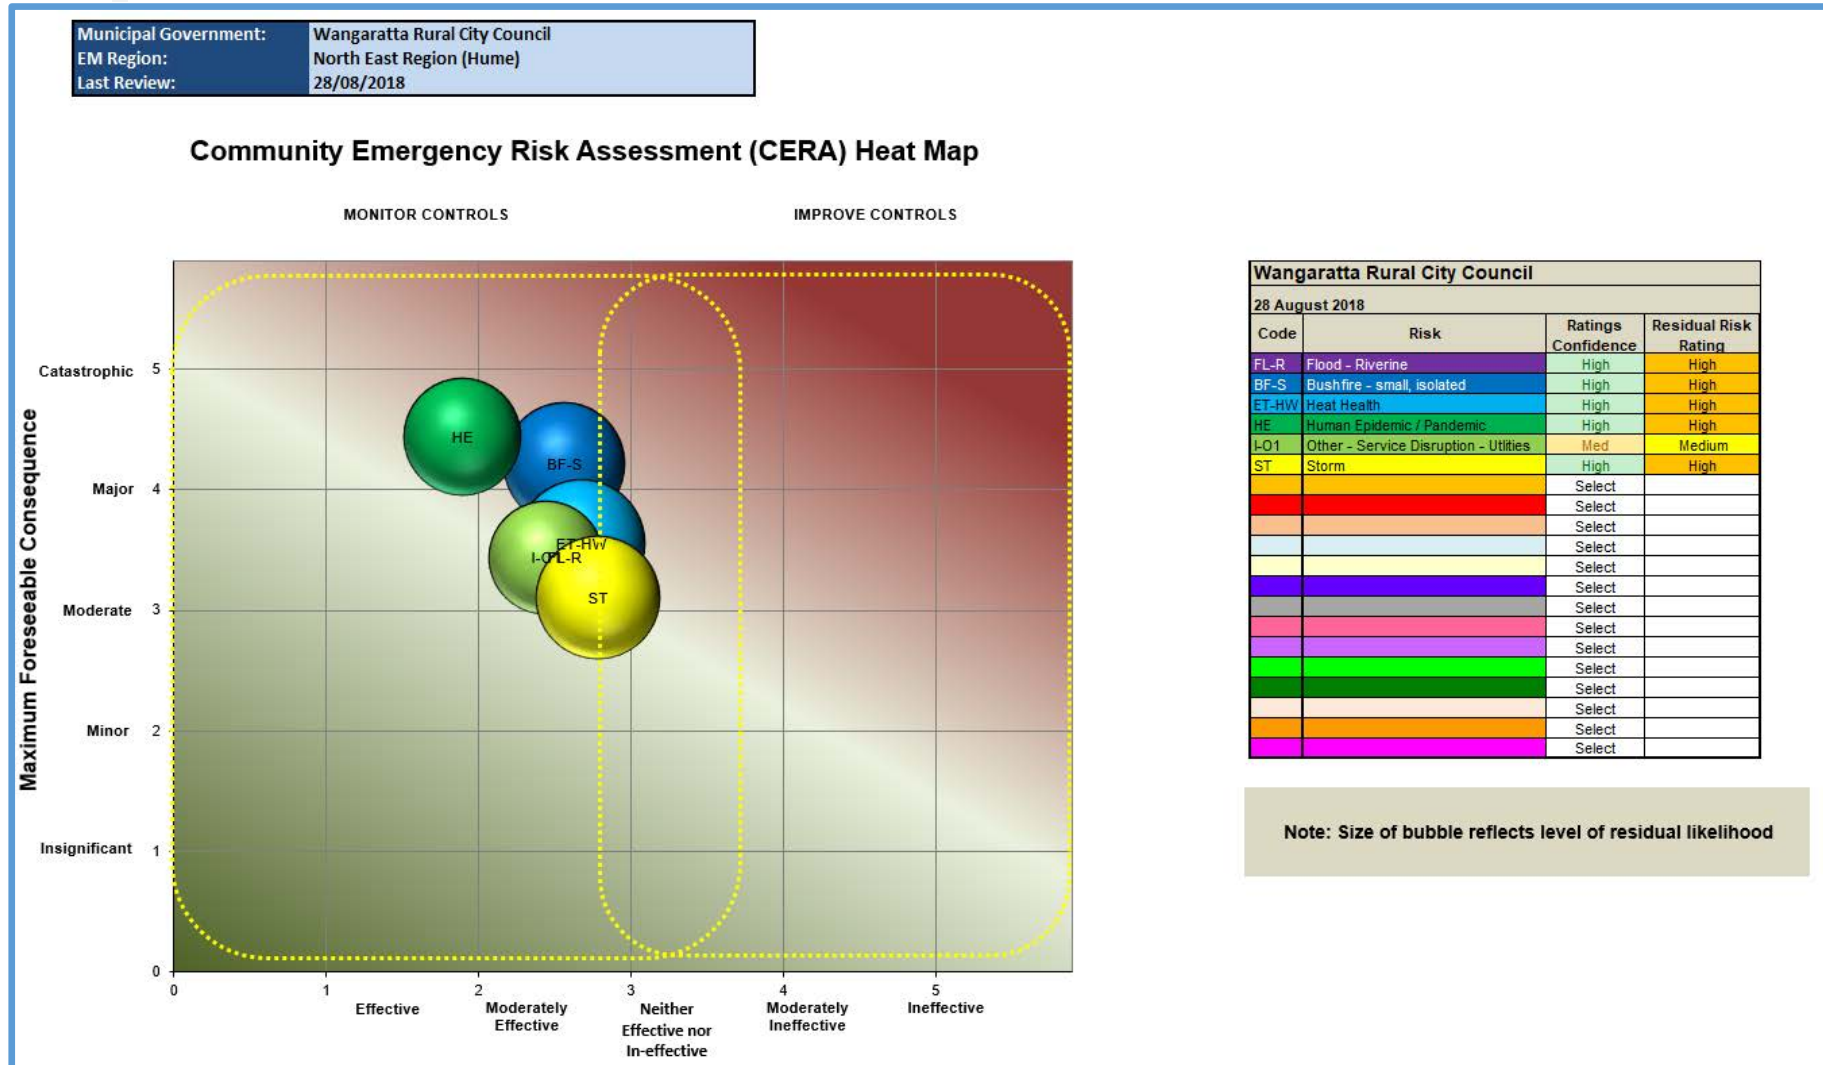 Municipal Government: Wangaratta Rural City Council
EM Region: North East Region (Hume)
Last Review: 28/08/2018
Community Emergency Risk Assessment (CERA) Heat Map
MONITOR CONTROLS IMPROVE CONTROLS
Maximum Foreseeable Consequence
Catastrophic 5
Major 4
Moderate 3
Minor 2
Insignificant 1
0
HE
BF-S
ET-HW
I-O1
FL-R
ST
0 1 2 3 4 5
Effective
Moderately
Effective
Neither
Effective nor
In-effective
Moderately
Ineffective
Ineffective
Wangaratta Rural City Council
28 August 2018
Code Risk Ratings Confidence Residual Risk Rating
FL-R Flood - Riverine High High
BF-S Bushfire - small, isolated High High
ET-HW Heat Health High High
HE Human Epidemic / Pandemic High High
I-O1 Other - Service Disruption - Utlities Med Medium
ST Storm High High
Select
Select
Select
Select
Select
Select
Select
Select
Select
Select
Select
Select
Select
Select
Note: Size of bubble reflects level of residual likelihood